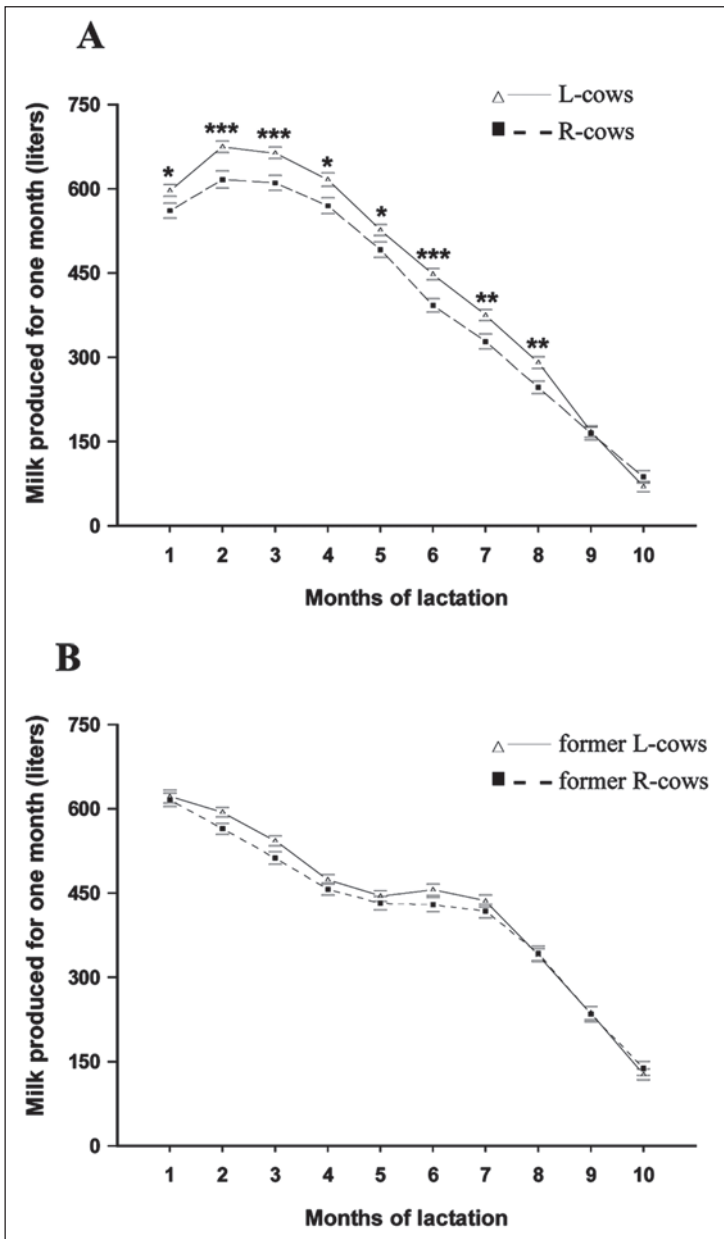 A
L-cows
R-cows
Milk produced for one month (liters)
750
600
450
300
150
0
*
***
***
*
*
***
**
**
1 2 3 4 5 6 7 8 9 10
Months of lactation
B
former L-cows
former R-cows
Milk produced for one month (liters)
750
600
450
300
150
0
1 2 3 4 5 6 7 8 9 10
Months of lactation